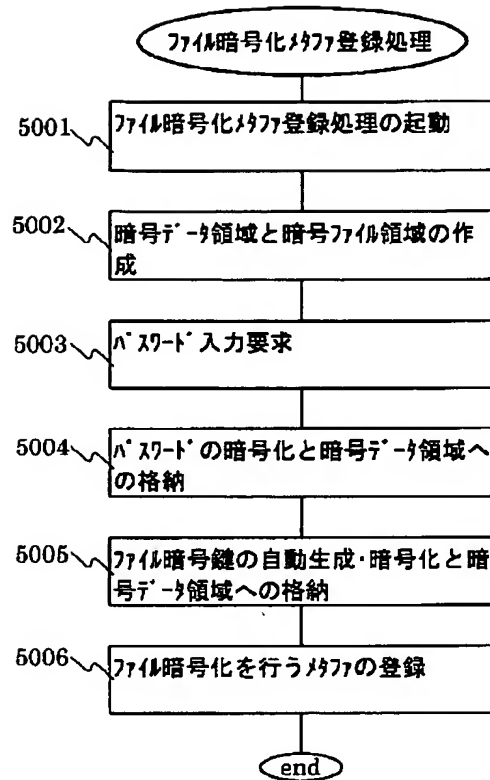 ﾌｧｲﾙ暗号化ﾒﾀﾌｧ登録処理
5001
ﾌｧｲﾙ暗号化ﾒﾀﾌｧ登録処理の起動
5002
暗号ﾃﾞｰﾀ領域と暗号ﾌｧｲﾙ領域の作
成
5003
ﾊﾟｽﾜｰﾄﾞ入力要求
5004
ﾊﾟｽﾜｰﾄﾞの暗号化と暗号ﾃﾞｰﾀ領域へ
の格納
5005
ﾌｧｲﾙ暗号鍵の自動生成･暗号化と暗
号ﾃﾞｰﾀ領域への格納
5006
ﾌｧｲﾙ暗号化を行うﾒﾀﾌｧの登録
end